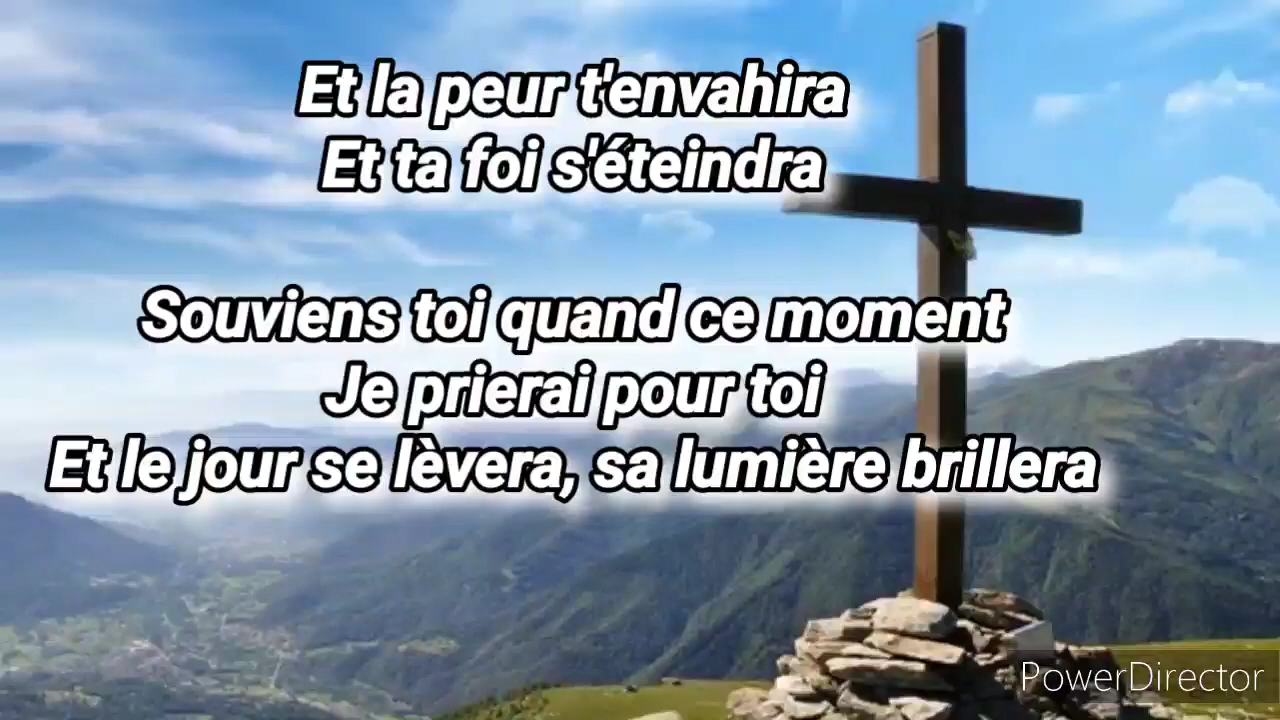 Et la peur t'envahira
Et ta foi s'éteindra
Souviens toi quand ce moment
Je prierai pour toi
Et le jour se lèvera, sa lumière brillera
PowerDirector